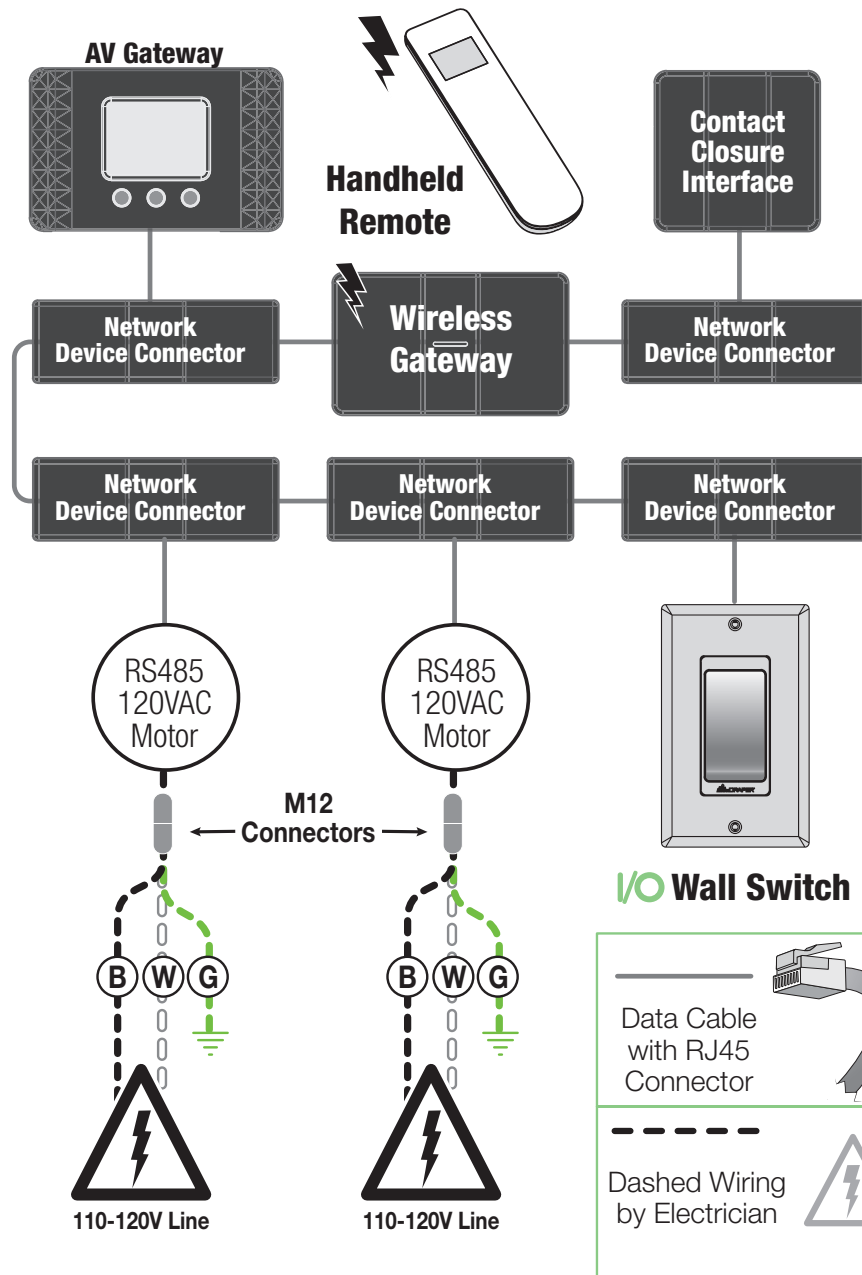 AV Gateway
Handheld
Remote
Contact
Closure
Interface
Network
Device Connector
Wireless
Gateway
Network
Device Connector
Network
Device Connector
Network
Device Connector
Network
Device Connector
RS485
120VAC
Motor
RS485
120VAC
Motor
DRAPER
M12
Connectors
I/O Wall Switch
B W G
B W G
Data Cable
with RJ45
Connector
Dashed Wiring
by Electrician
110-120V Line
110-120V Line